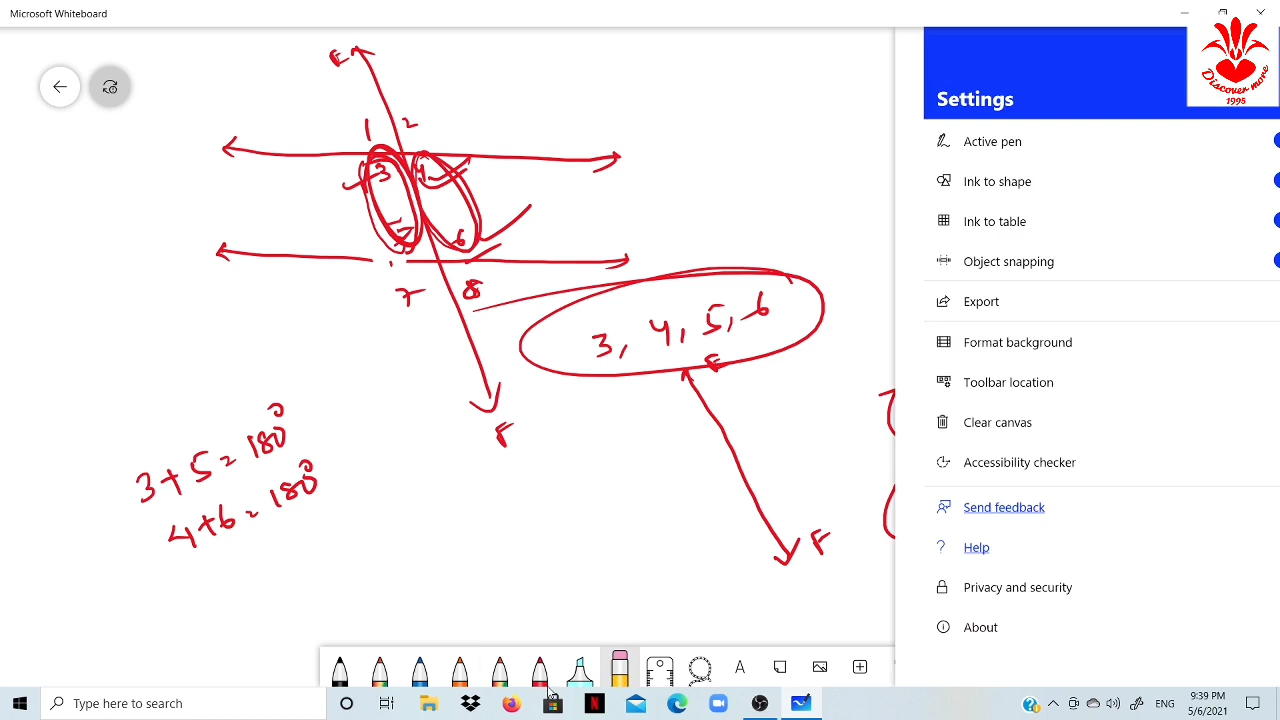 Microsoft Whiteboard
Discover more
1995
Settings
Active pen
Ink to shape
Ink to table
Object snapping
Export
Format background
Toolbar location
Clear canvas
Accessibility checker
Send feedback
Help
Privacy and security
About
E
1 2
3 4
5 6
7 8
F
3, 4, 5, 6
E
F
3+5=180°
4+6=180°
A
Type here to search
ENG
9:39 PM
5/6/2021